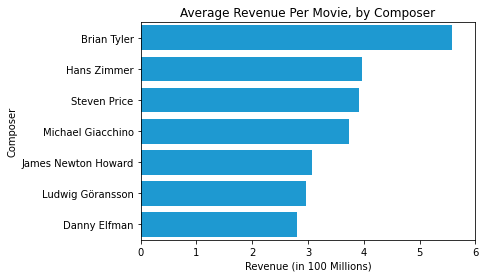 Average Revenue Per Movie, by Composer
Composer
Brian Tyler
Hans Zimmer
Steven Price
Michael Giacchino
James Newton Howard
Ludwig Göransson
Danny Elfman
0 1 2 3 4 5 6
Revenue (in 100 Millions)